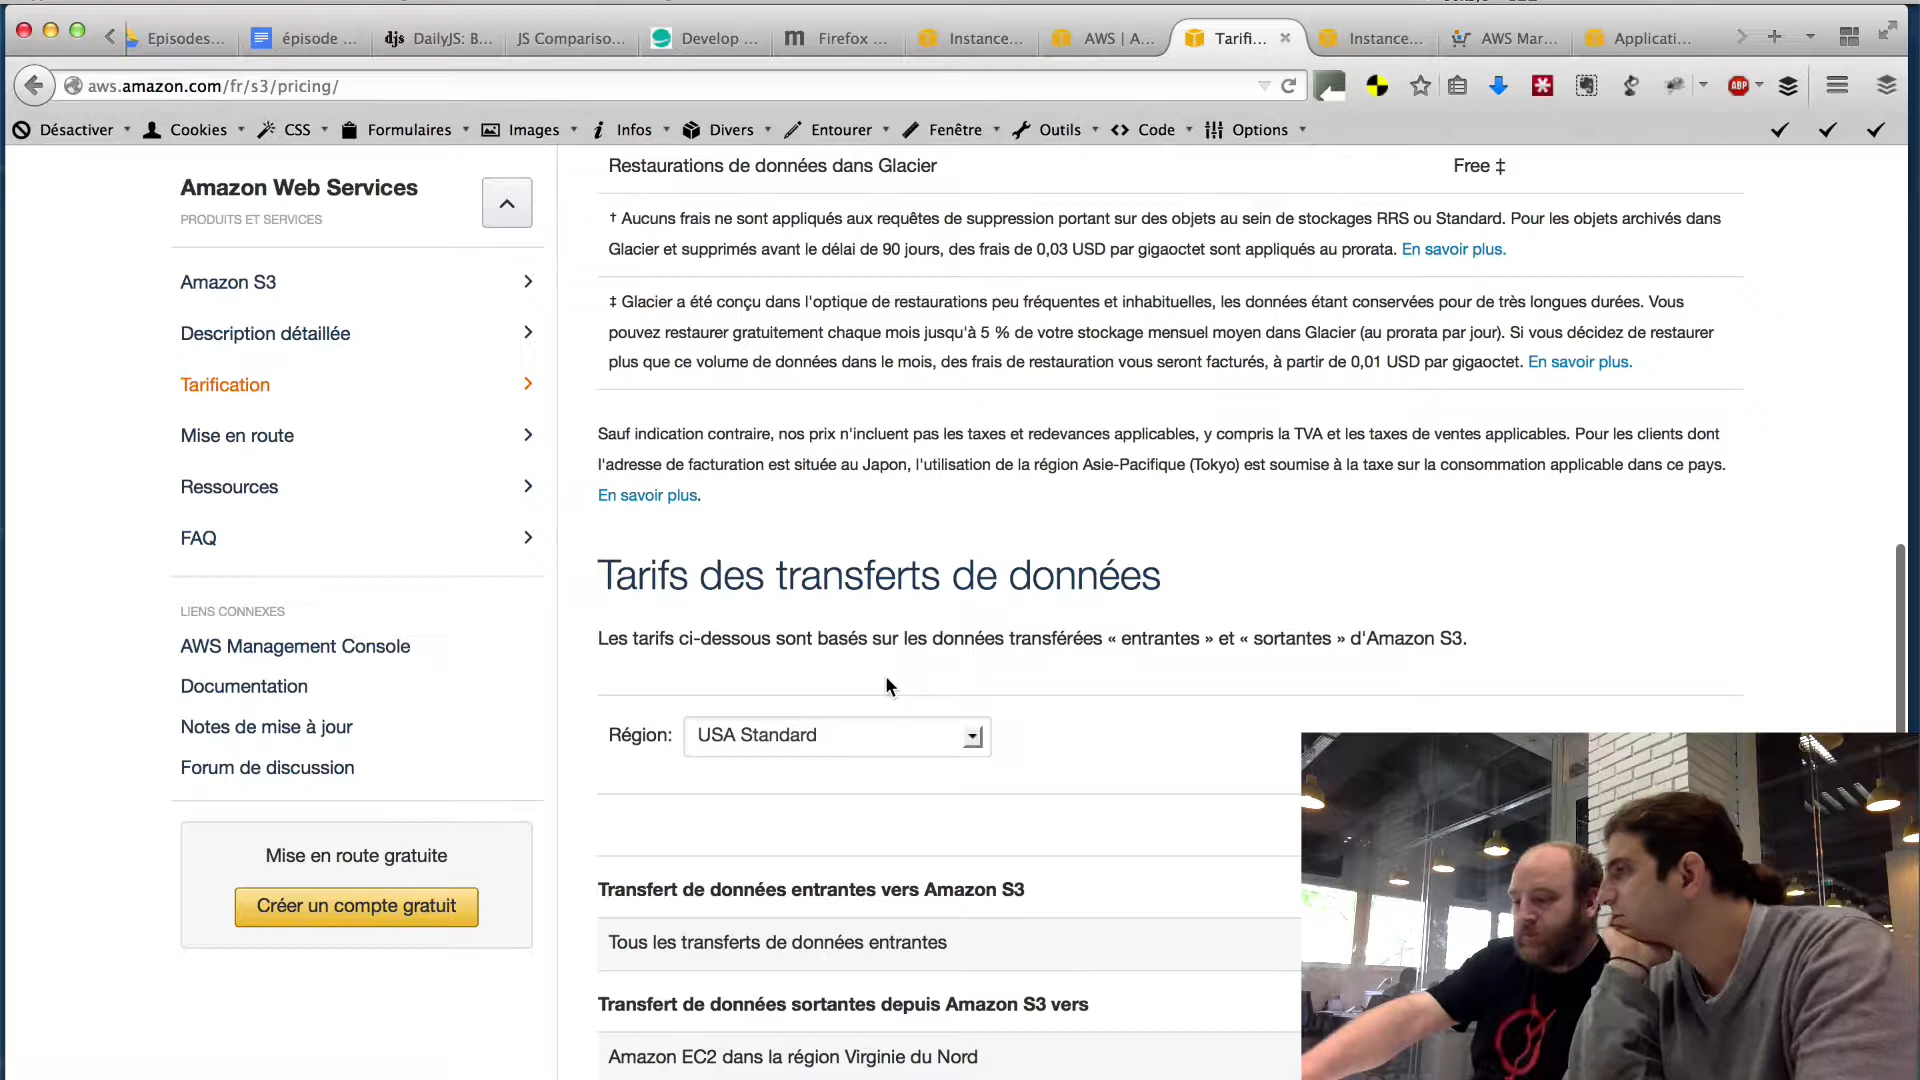 Episodes...
épisode ...
djs DailyJS: B...
JS Compariso...
Develop ...
m Firefox ...
Instance...
AWS | A...
Tarifi...
Instance...
AWS Mar...
Applicati...
aws.amazon.com/fr/s3/pricing/
ABP
Désactiver
Cookies
CSS
Formulaires
Images
Infos
Divers
Entourer
Fenêtre
Outils
Code
Options
Amazon Web Services
PRODUITS ET SERVICES
Amazon S3
Description détaillée
Tarification
Mise en route
Ressources
FAQ
LIENS CONNEXES
AWS Management Console
Documentation
Notes de mise à jour
Forum de discussion
Mise en route gratuite
Créer un compte gratuit
Restaurations de données dans Glacier
Free ‡
† Aucuns frais ne sont appliqués aux requêtes de suppression portant sur des objets au sein de stockages RRS ou Standard. Pour les objets archivés dans
Glacier et supprimés avant le délai de 90 jours, des frais de 0,03 USD par gigaoctet sont appliqués au prorata. En savoir plus.
‡ Glacier a été conçu dans l'optique de restaurations peu fréquentes et inhabituelles, les données étant conservées pour de très longues durées. Vous
pouvez restaurer gratuitement chaque mois jusqu'à 5 % de votre stockage mensuel moyen dans Glacier (au prorata par jour). Si vous décidez de restaurer
plus que ce volume de données dans le mois, des frais de restauration vous seront facturés, à partir de 0,01 USD par gigaoctet. En savoir plus.
Sauf indication contraire, nos prix n'incluent pas les taxes et redevances applicables, y compris la TVA et les taxes de ventes applicables. Pour les clients dont
l'adresse de facturation est située au Japon, l'utilisation de la région Asie-Pacifique (Tokyo) est soumise à la taxe sur la consommation applicable dans ce pays.
En savoir plus.
Tarifs des transferts de données
Les tarifs ci-dessous sont basés sur les données transférées « entrantes » et « sortantes » d'Amazon S3.
Région: USA Standard
Transfert de données entrantes vers Amazon S3
Tous les transferts de données entrantes
Transfert de données sortantes depuis Amazon S3 vers
Amazon EC2 dans la région Virginie du Nord